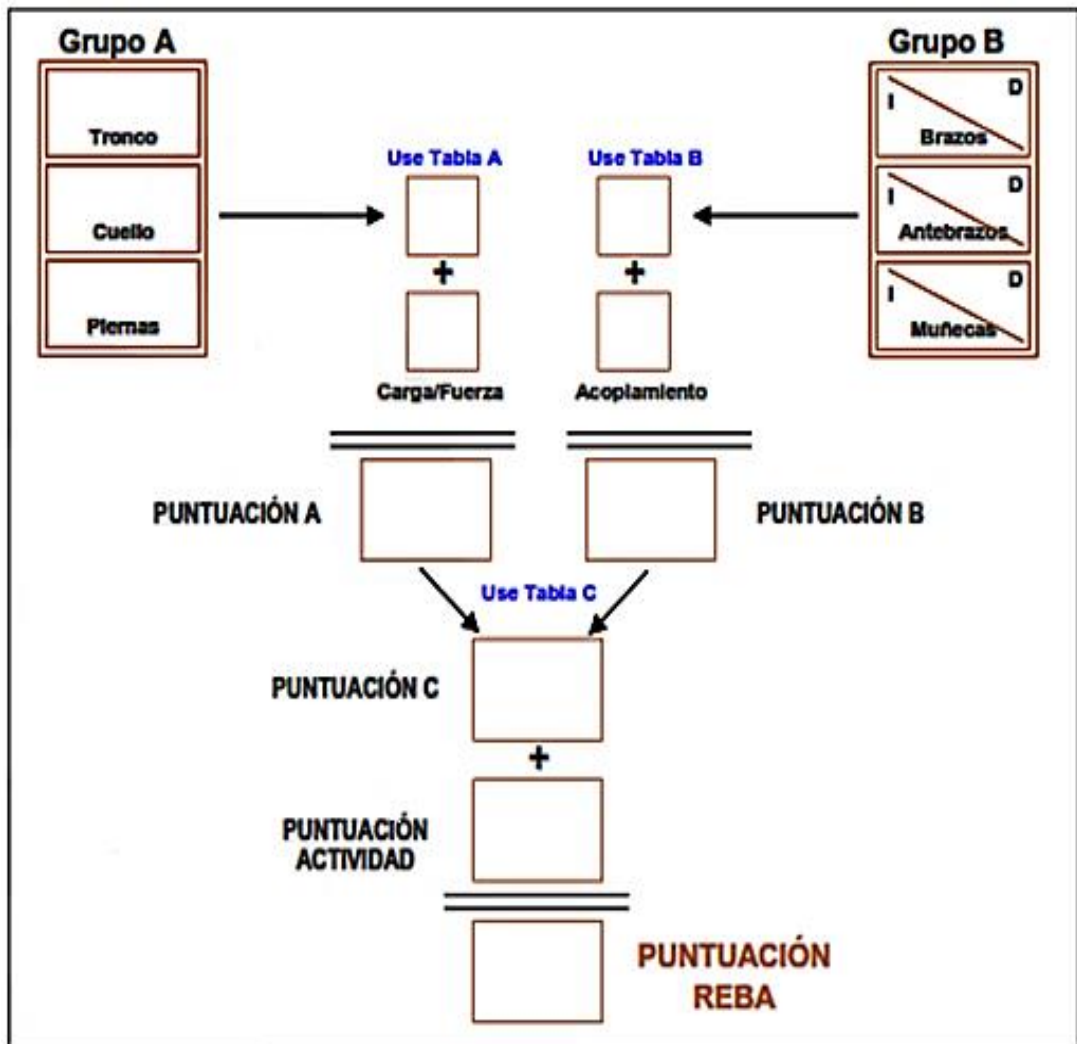 Grupo A
Grupo B
Tronco
Cuello
Piernas
I
D
Brazos
I
D
Antebrazos
I
D
Muñecas
Use Tabla A
Use Tabla B
+
+
Carga/Fuerza
Acoplamiento
PUNTUACIÓN A
PUNTUACIÓN B
Use Tabla C
PUNTUACIÓN C
+
PUNTUACIÓN
ACTIVIDAD
PUNTUACIÓN
REBA